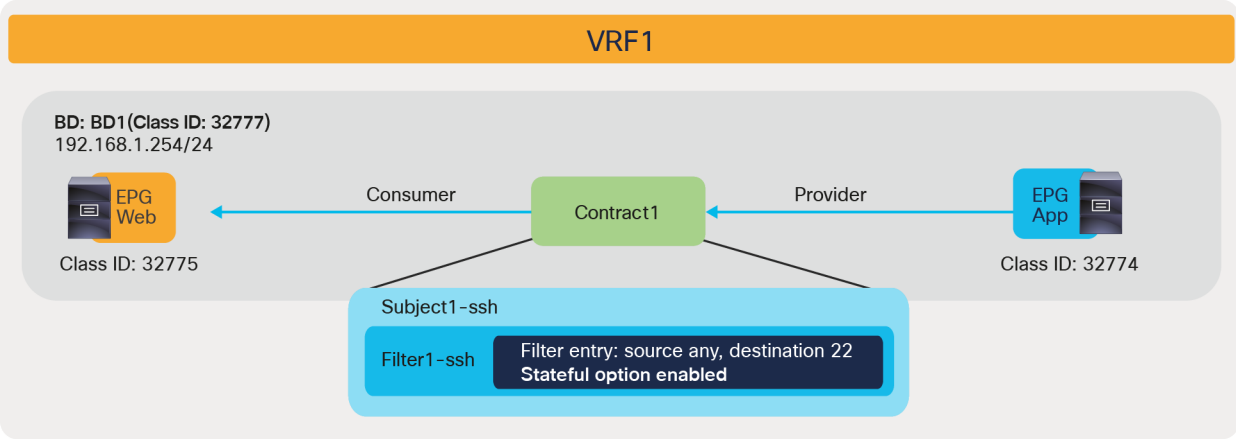 VRF1
BD: BD1(Class ID: 32777)
192.168.1.254/24
EPG
Web
Class ID: 32775
Consumer
Contract1
Provider
EPG
App
Class ID: 32774
Subject1-ssh
Filter1-ssh
Filter entry: source any, destination 22
Stateful option enabled